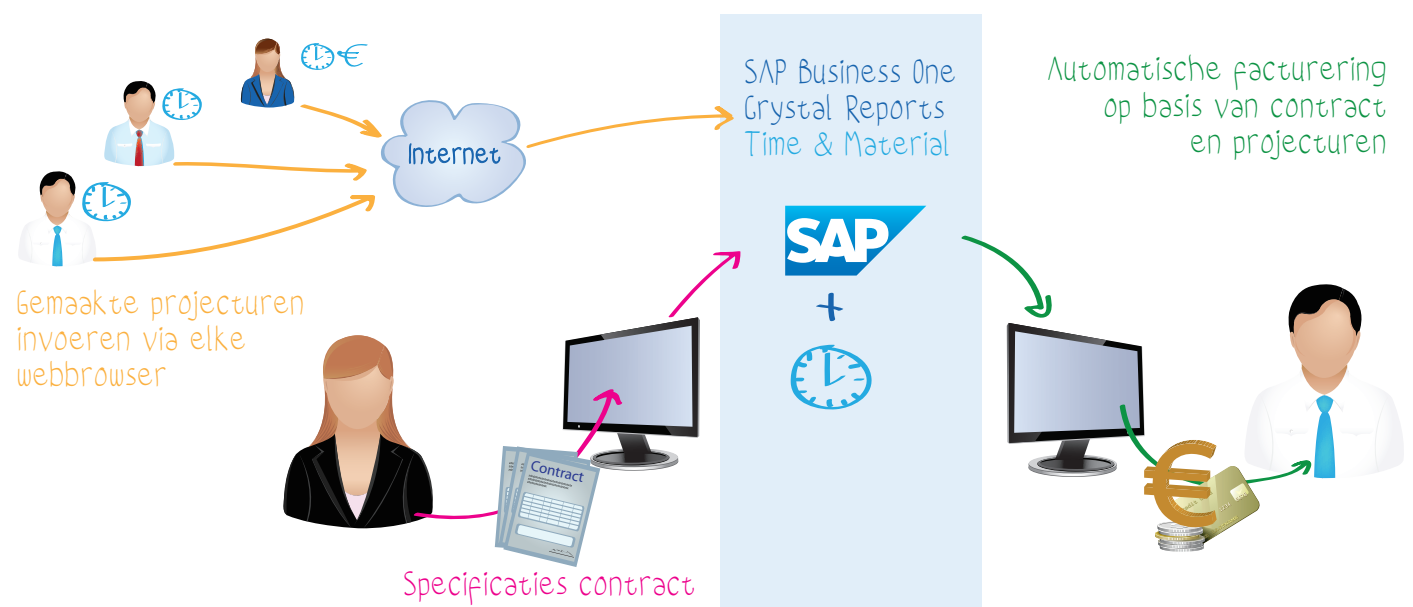 Internet
Gemaakte projecturen
invoeren via elke
webbrowser
Contract
Specificaties contract
SAP Business One
Crystal Reports
Time & Material
SAP
+
Automatische facturering
op basis van contract
en projecturen